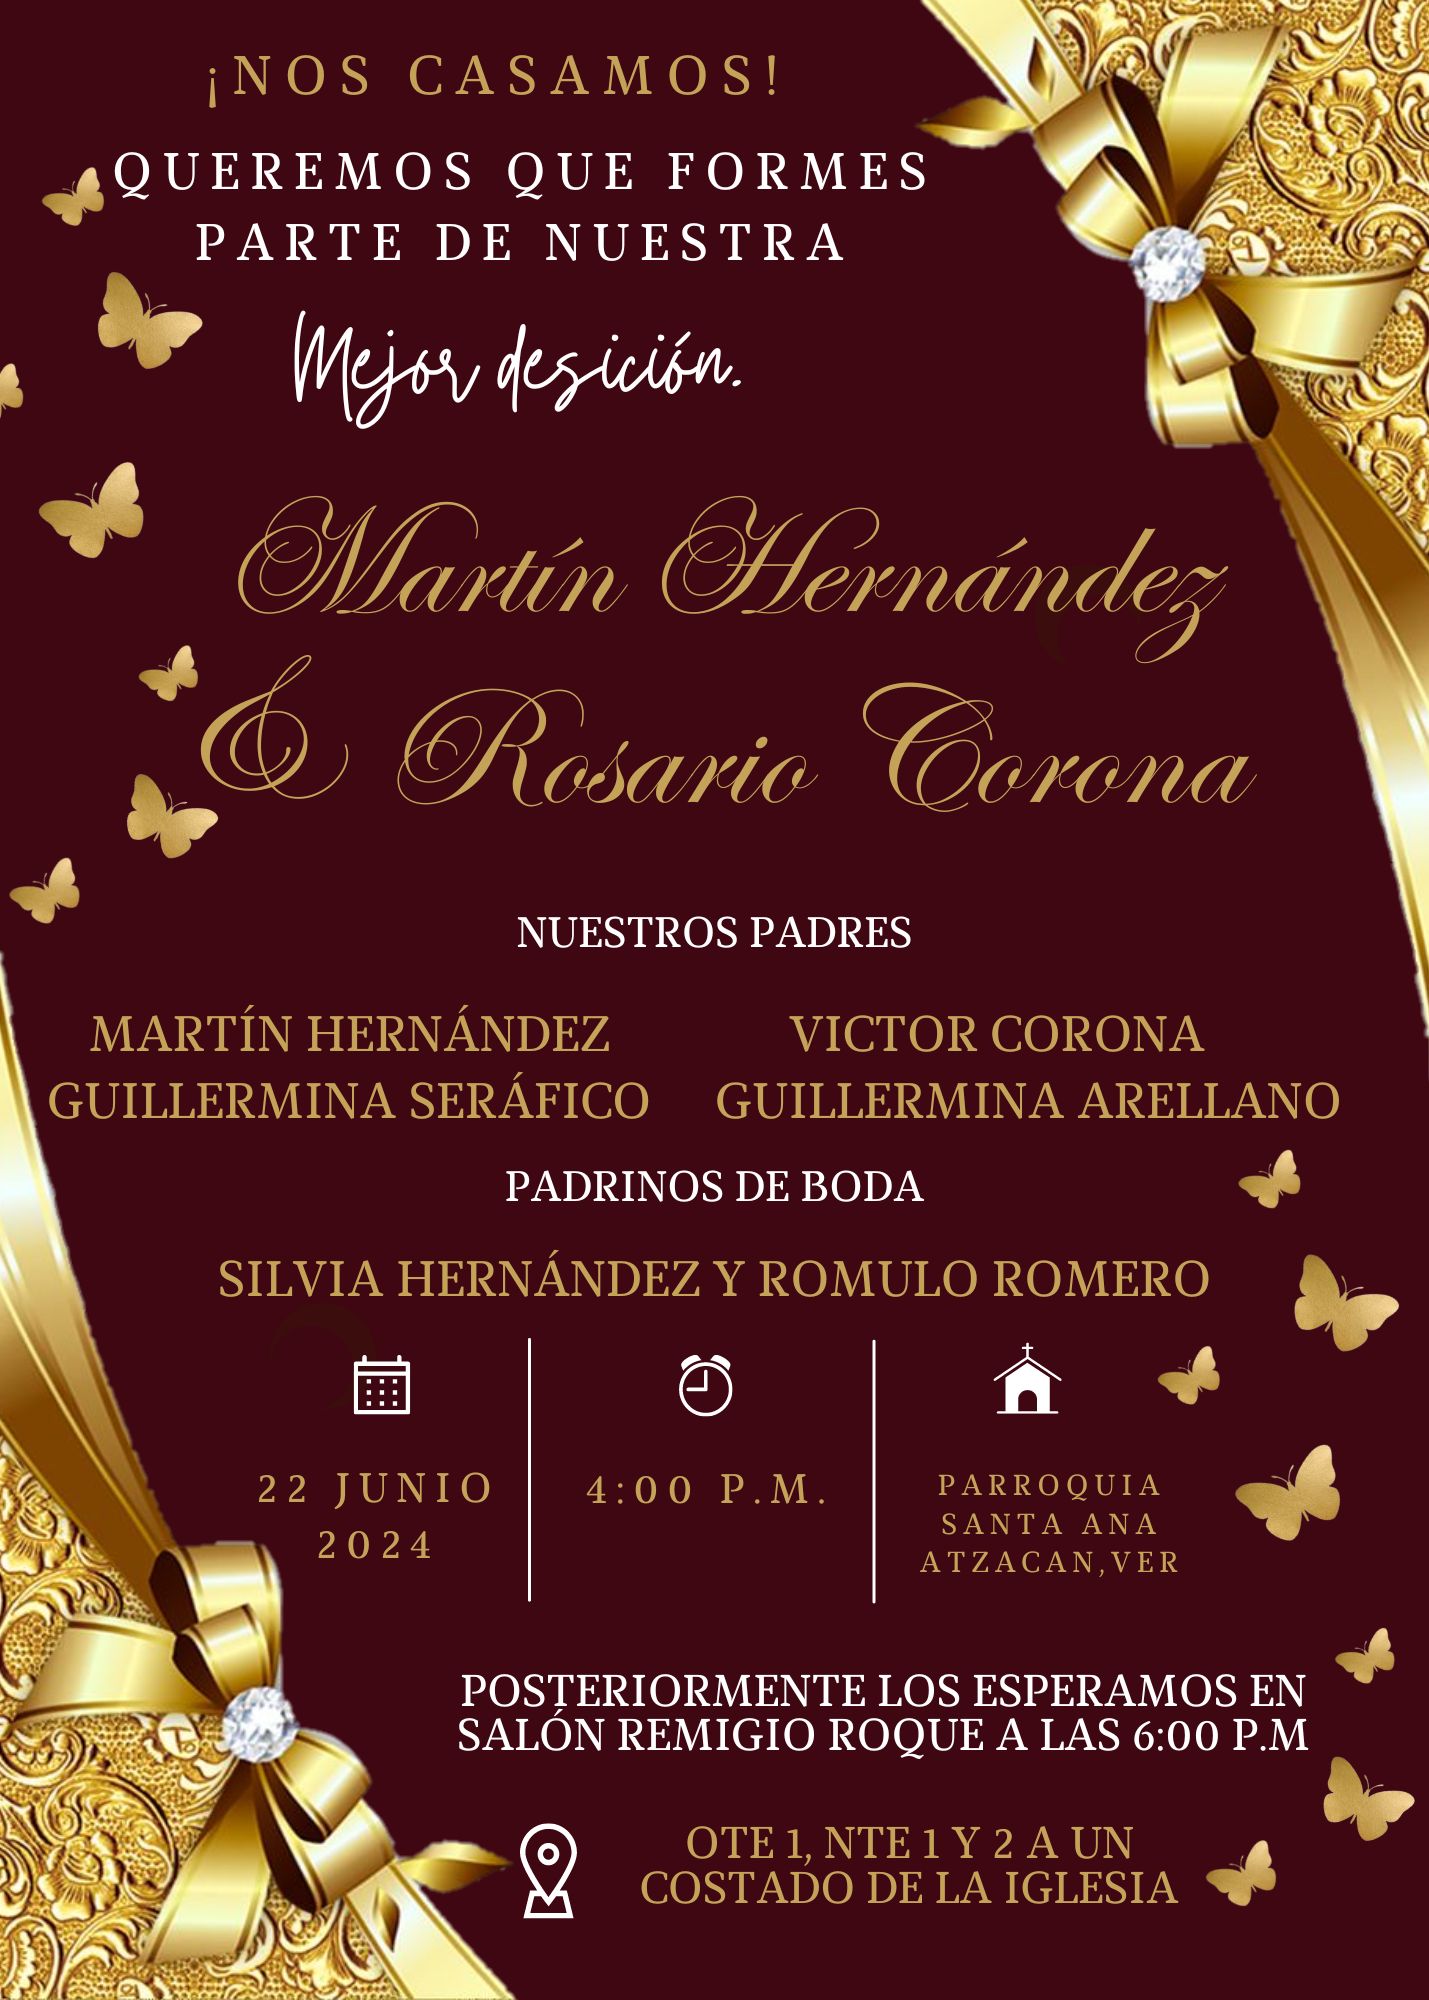 ¡NOS CASAMOS!
QUEREMOS QUE FORMES
PARTE DE NUESTRA
Mejor desición.
Martín Hernández
& Rosario Corona
NUESTROS PADRES
MARTÍN HERNÁNDEZ
GUILLERMINA SERÁFICO
VICTOR CORONA
GUILLERMINA ARELLANO
PADRINOS DE BODA
SILVIA HERNÁNDEZ Y ROMULO ROMERO
22 JUNIO
2024
4:00 P.M.
PARROQUIA
SANTA ANA
ATZACAN,VER
POSTERIORMENTE LOS ESPERAMOS EN
SALÓN REMIGIO ROQUE A LAS 6:00 P.M
OTE 1, NTE 1 Y 2 A UN
COSTADO DE LA IGLESIA